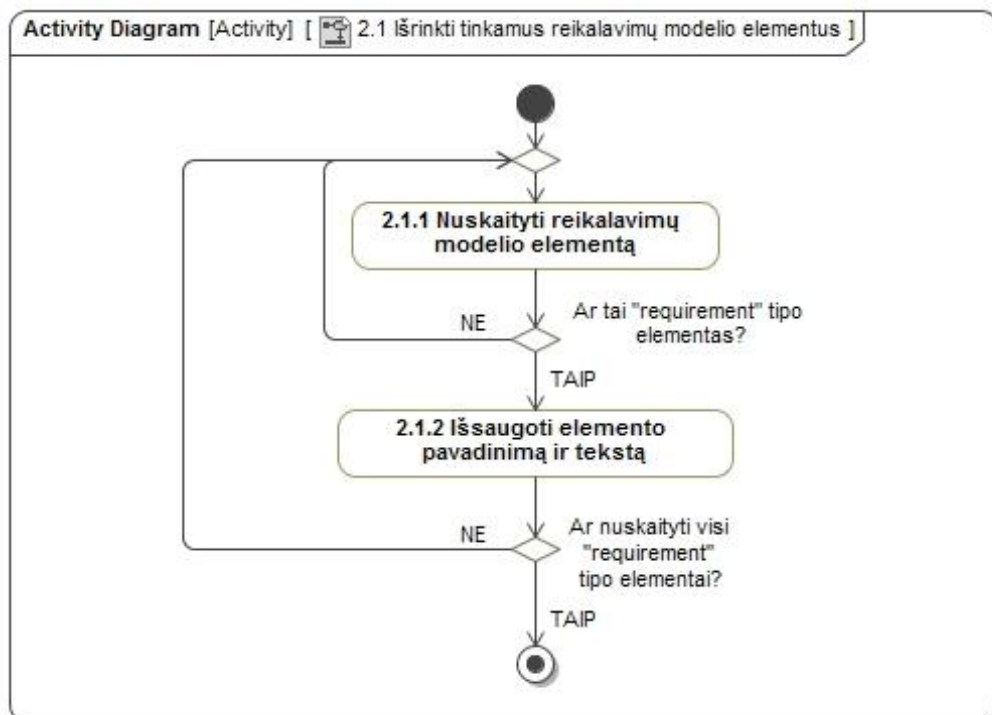 Activity Diagram [Activity] [ 2.1 Išrinkti tinkamus reikalavimų modelio elementus ]
2.1.1 Nuskaityti reikalavimų
modelio elementą
Ar tai "requirement" tipo
elementas?
NE
TAIP
2.1.2 Išsaugoti elemento
pavadinimą ir tekstą
Ar nuskaityti visi
"requirement"
tipo elementai?
NE
TAIP